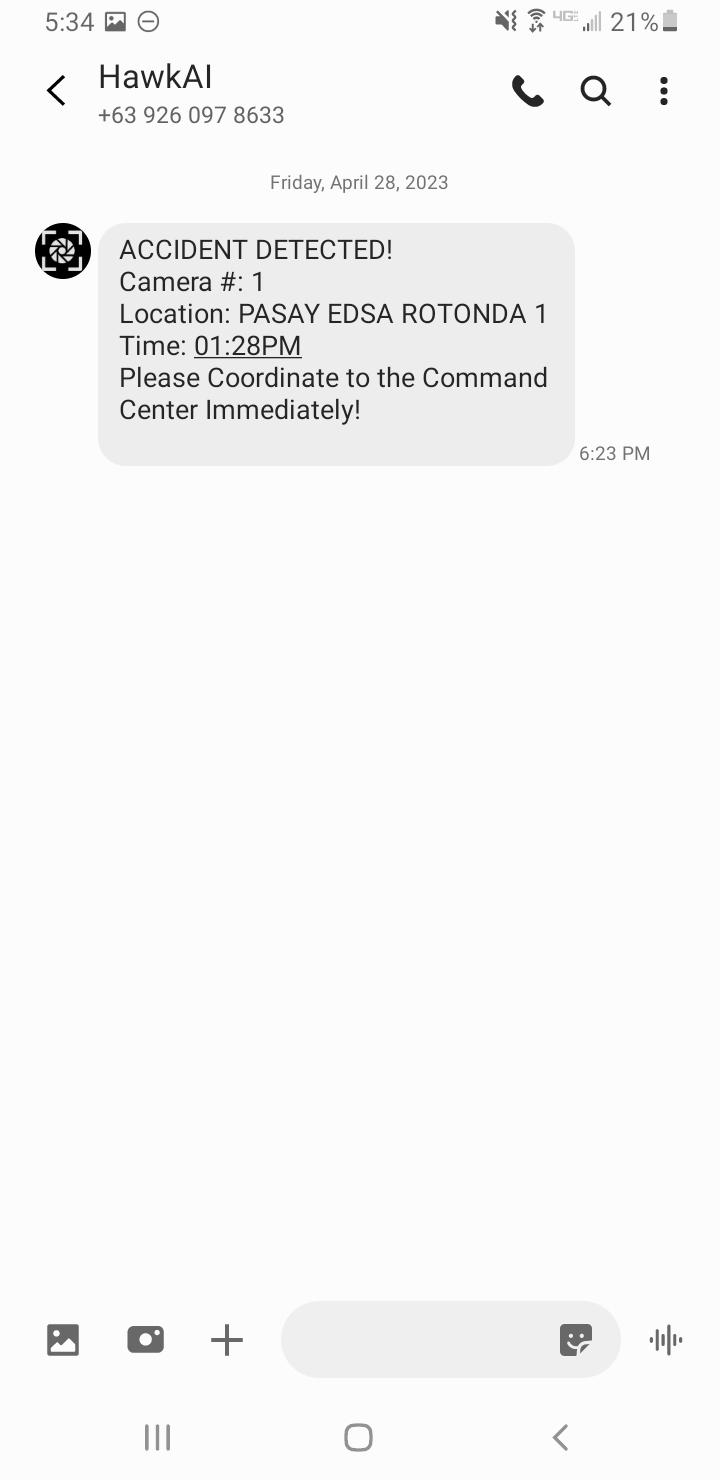 5:34 4GE 21%
HawkAI
+63 926 097 8633
Friday, April 28, 2023
ACCIDENT DETECTED!
Camera #: 1
Location: PASAY EDSA ROTONDA 1
Time: 01:28PM
Please Coordinate to the Command
Center Immediately!
6:23 PM